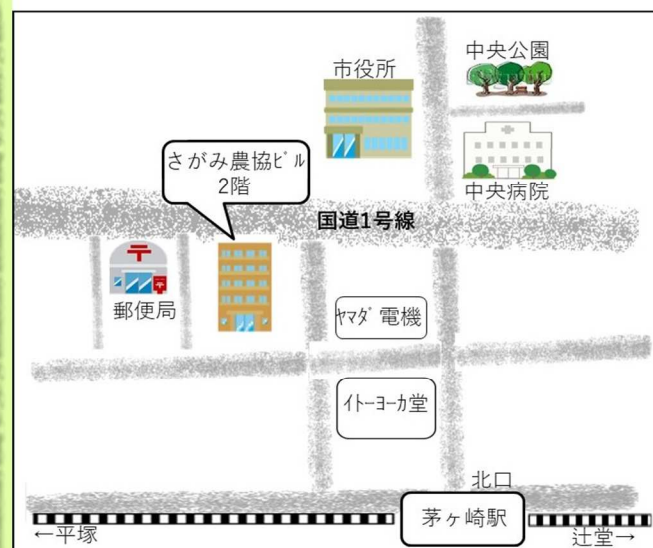 中央公園
市役所
さがみ農協ﾋﾞﾙ
2階
中央病院
国道1号線
〒
郵便局
ﾔﾏﾀﾞ電機
ｲﾄｰﾖｰｶ堂
北口
茅ヶ崎駅
←平塚
辻堂→